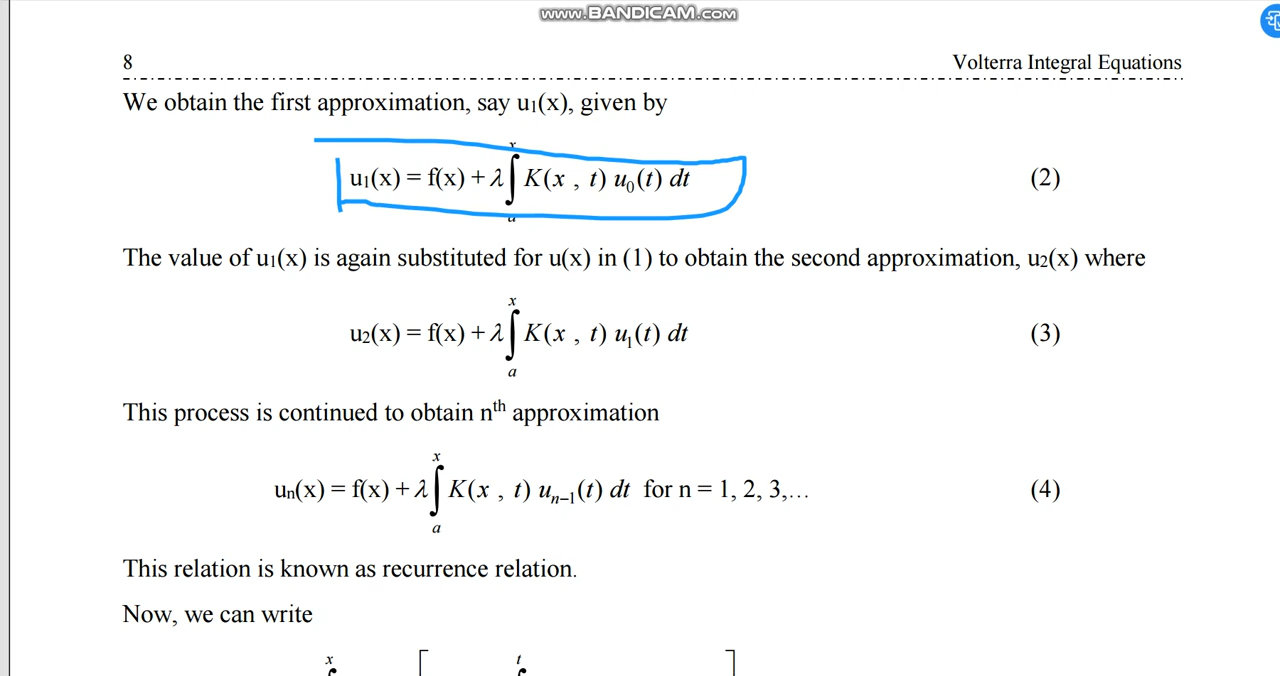 www.BANDICAM.com
8 Volterra Integral Equations
We obtain the first approximation, say u₁(x), given by
u₁(x) = f(x) + λ∫ₐˣ K(x , t) u₀(t) dt (2)
The value of u₁(x) is again substituted for u(x) in (1) to obtain the second approximation, u₂(x) where
u₂(x) = f(x) + λ∫ₐˣ K(x , t) u₁(t) dt (3)
This process is continued to obtain nᵗʰ approximation
uₙ(x) = f(x) + λ∫ₐˣ K(x , t) uₙ₋₁(t) dt for n = 1, 2, 3,…
(4)
This relation is known as recurrence relation.
Now, we can write
x t